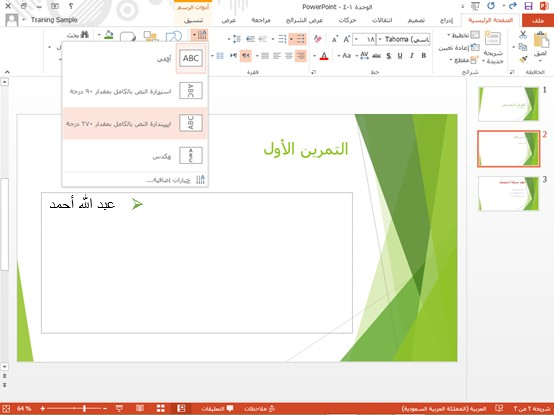 الوحدة ٤-١ - PowerPoint
أدوات الرسم
ملف
الصفحة الرئيسية
إدراج
تصميم
انتقالات
حركات
عرض الشرائح
مراجعة
عرض
تنسيق
Training Sample
لصق
شريحة جديدة
تخطيط
إعادة تعيين
مقطع
Tahoma
١٨
بحث
شرائح
خط
فقرة
ABC أفقي
ABC استدارة النص بالكامل بمقدار ٩٠ درجة
ABC استدارة النص بالكامل بمقدار ٢٧٠ درجة
ABC مكدس
خيارات إضافية...
1
2
3
التمرين الأول
عبد الله أحمد
شريحة ٢ من ٣
العربية (المملكة العربية السعودية)
ملاحظات
التعليقات
64 %